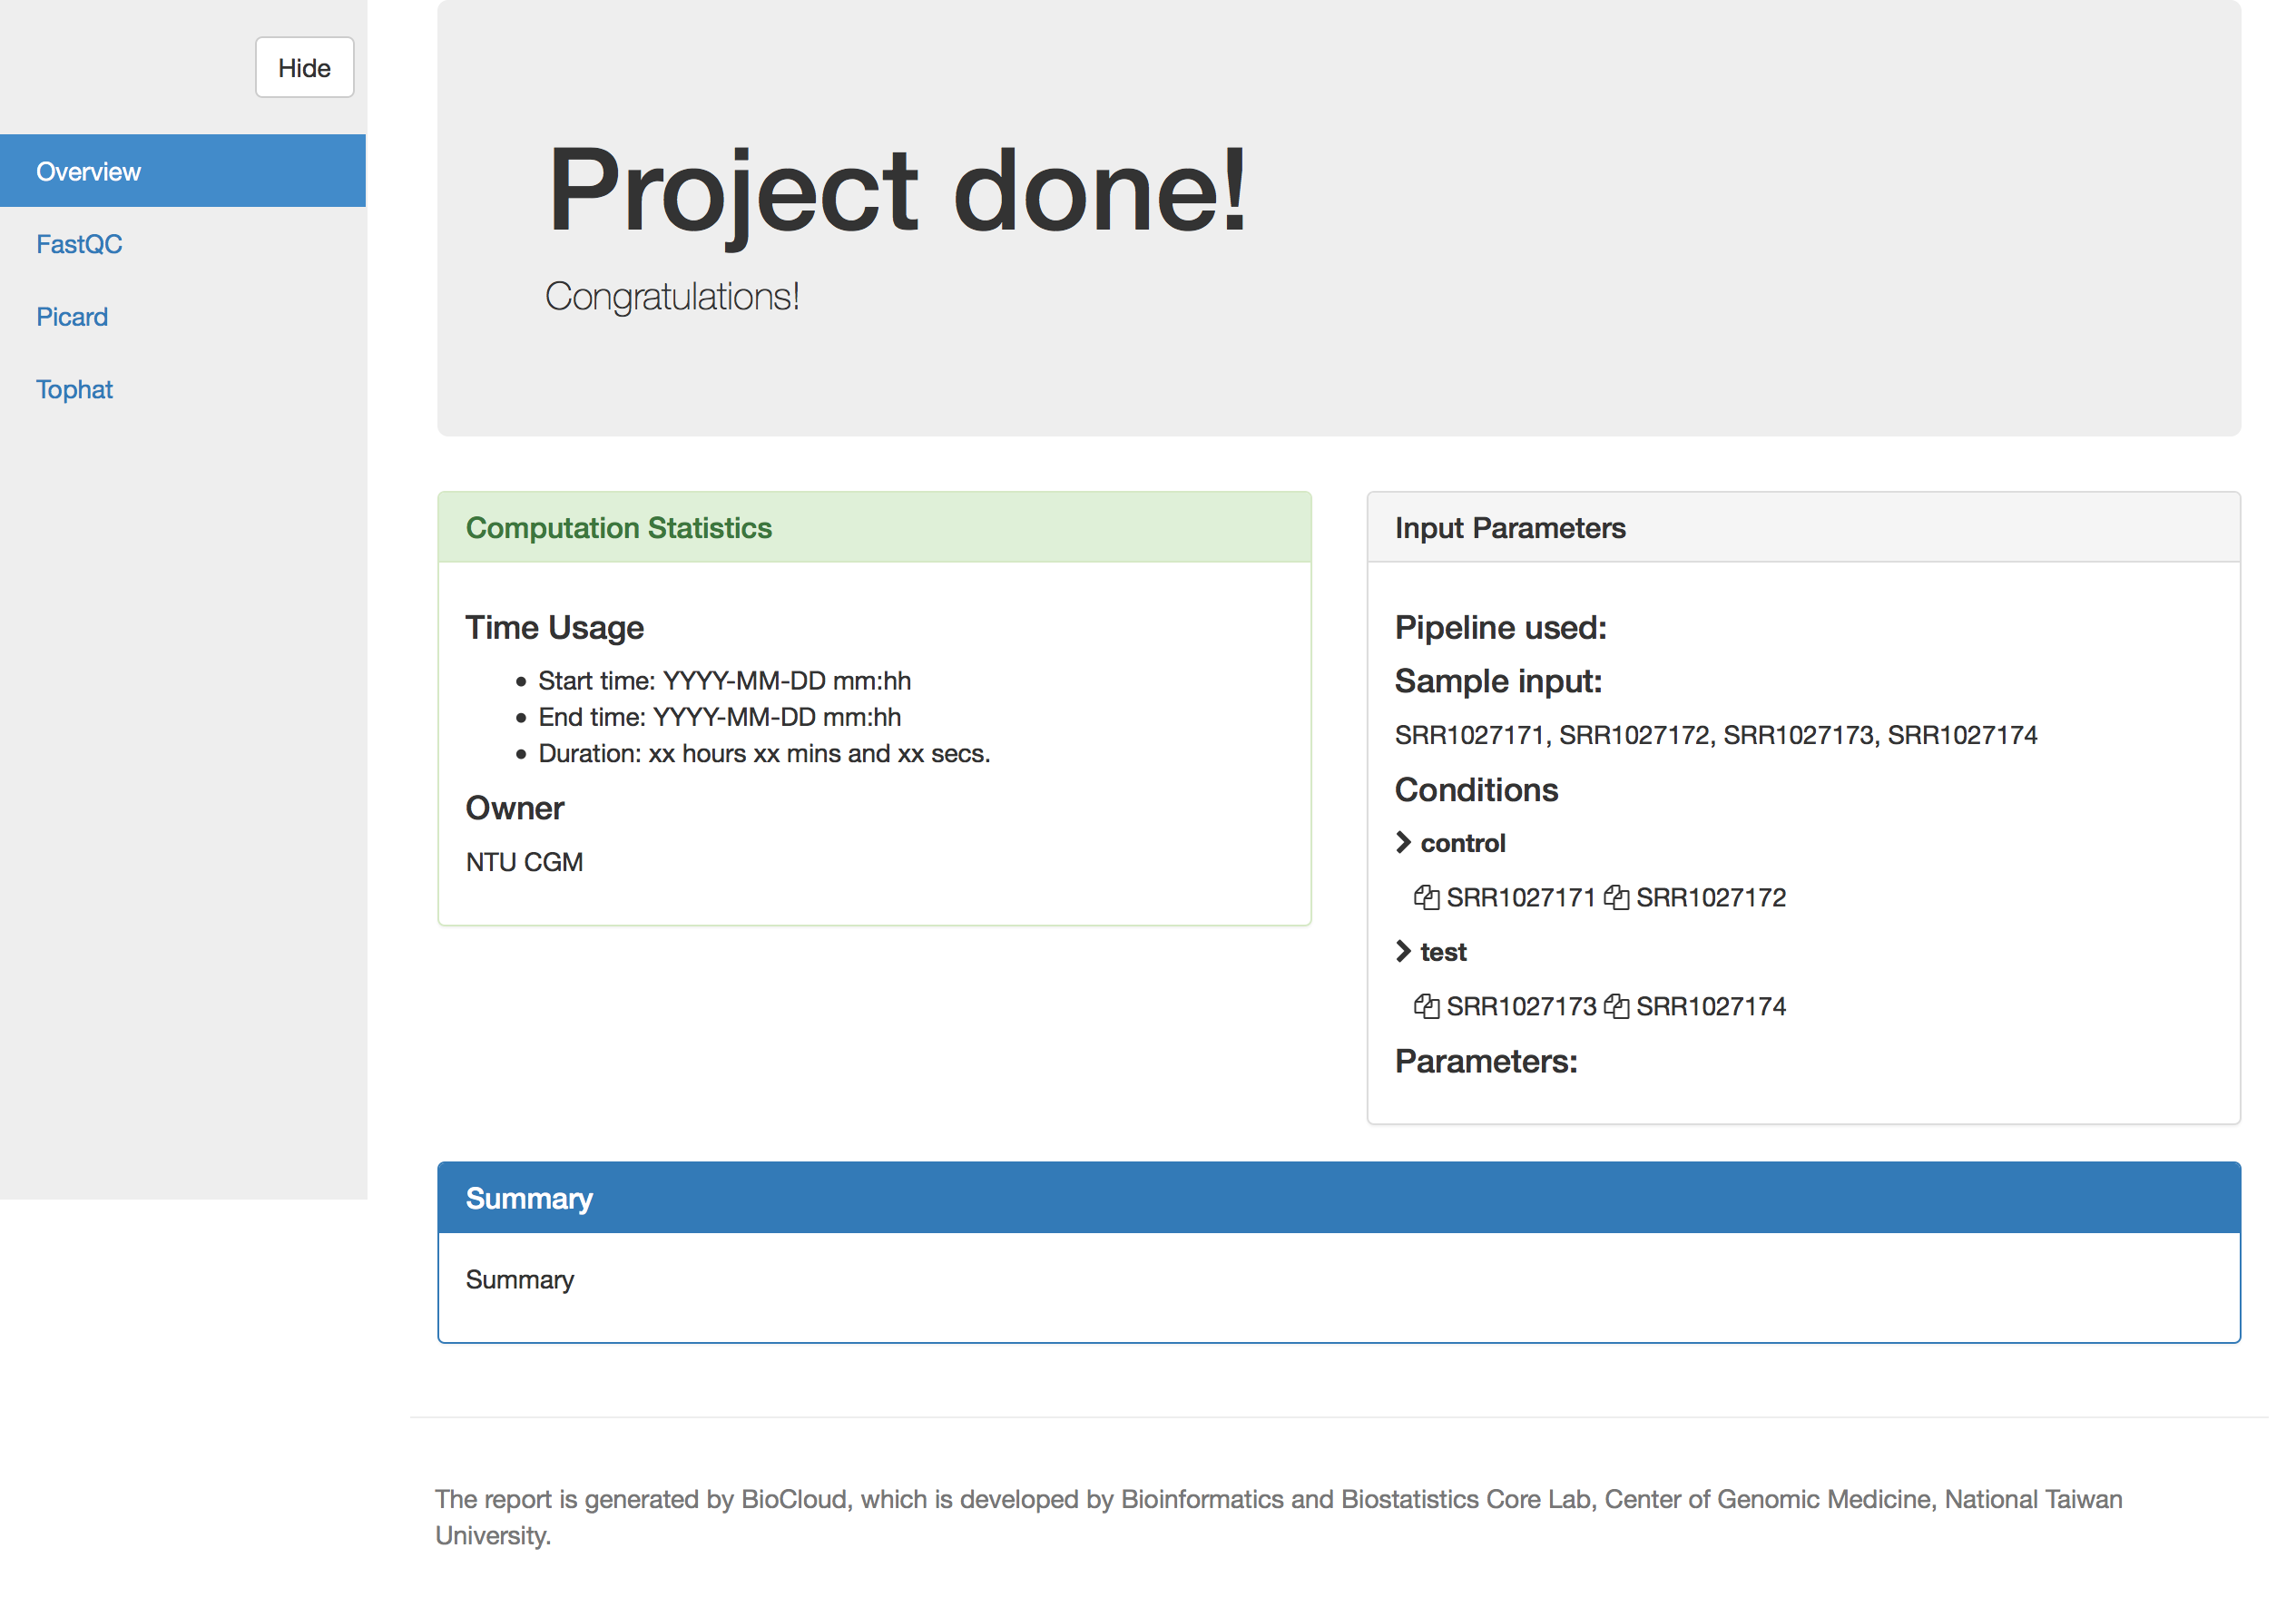 Hide
Overview
FastQC
Picard
Tophat
Project done!
Congratulations!
Computation Statistics
Time Usage
Start time: YYYY-MM-DD mm:hh
End time: YYYY-MM-DD mm:hh
Duration: xx hours xx mins and xx secs.
Owner
NTU CGM
Input Parameters
Pipeline used:
Sample input:
SRR1027171, SRR1027172, SRR1027173, SRR1027174
Conditions
control
SRR1027171 SRR1027172
test
SRR1027173 SRR1027174
Parameters:
Summary
Summary
The report is generated by BioCloud, which is developed by Bioinformatics and Biostatistics Core Lab, Center of Genomic Medicine, National Taiwan
University.